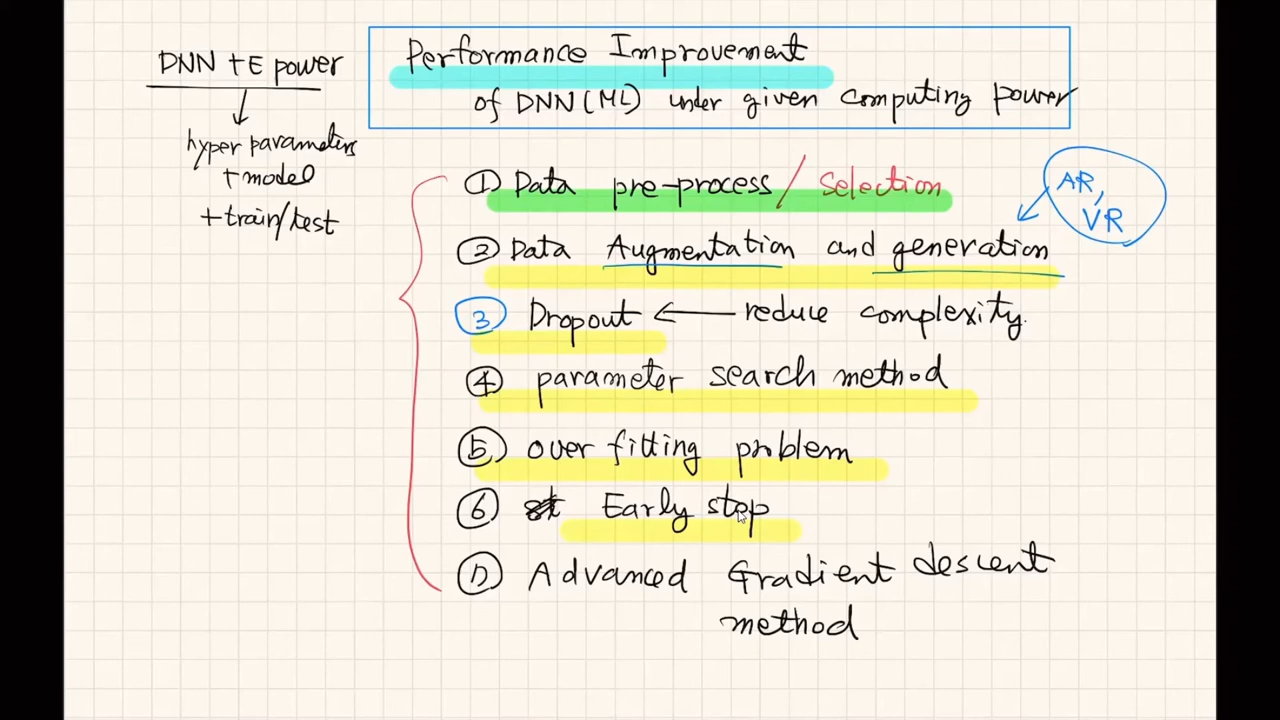 DNN + E power
hyper parameters
+ model
+ train/test
Performance Improvement
of DNN (ML) under given computing power
① Data pre-process / Selection
② Data Augmentation and generation
AR,
VR
③ Dropout ← reduce complexity.
④ parameter search method
⑤ over fitting problem
⑥ Early stop
⑦ Advanced Gradient descent
method